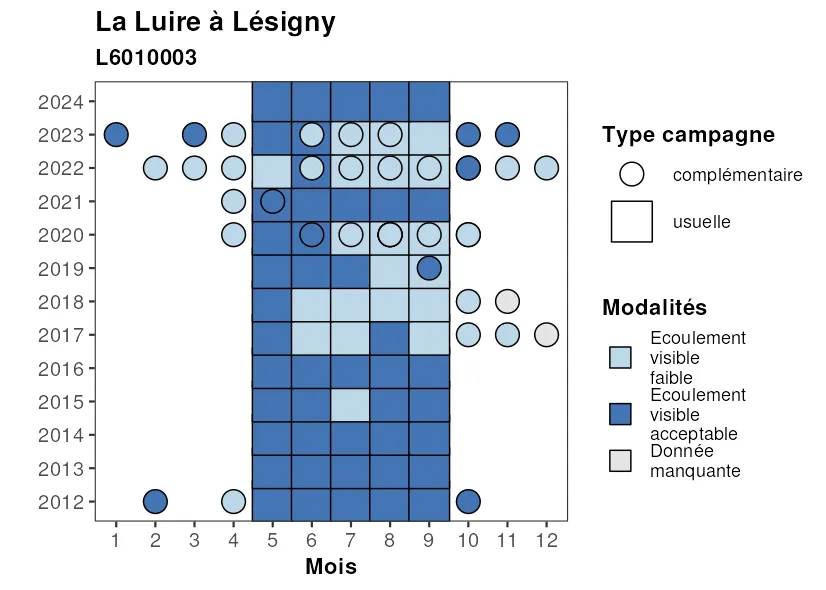 La Luire à Lésigny
L6010003
2024
2023
2022
2021
2020
2019
2018
2017
2016
2015
2014
2013
2012
1 2 3 4 5 6 7 8 9 10 11 12
Mois
Type campagne
complémentaire
usuelle
Modalités
Ecoulement
visible
faible
Ecoulement
visible
acceptable
Donnée
manquante